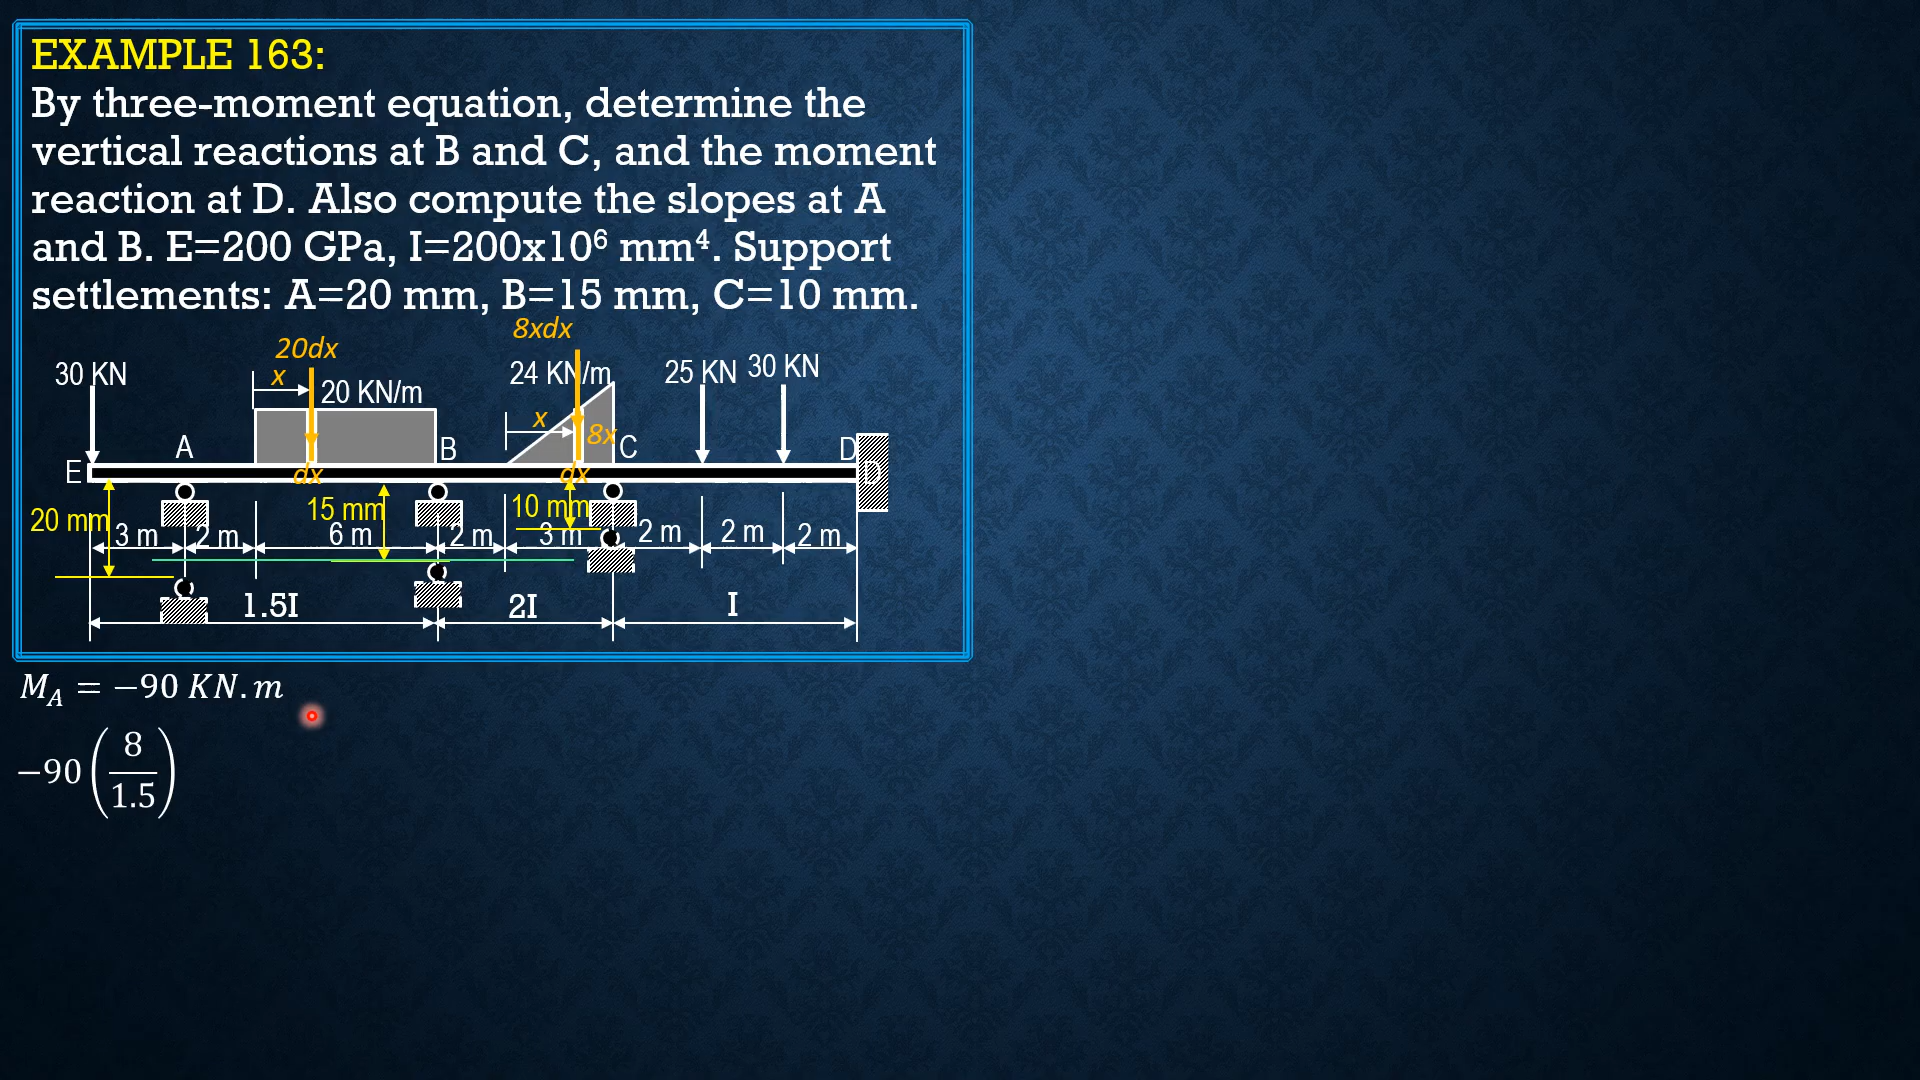 EXAMPLE 163:
By three-moment equation, determine the
vertical reactions at B and C, and the moment
reaction at D. Also compute the slopes at A
and B. E=200 GPa, I=200x10⁶ mm⁴. Support
settlements: A=20 mm, B=15 mm, C=10 mm.
8xdx
20dx
30 KN
x
20 KN/m
24 KN/m
25 KN
30 KN
x
8x
E
A
B
C
D
D
dx
dx
20 mm
15 mm
10 mm
3 m
2 m
6 m
2 m
3 m
2 m
2 m
2 m
1.5I
2I
I
M_A = −90 KN.m
−90(8/1.5)